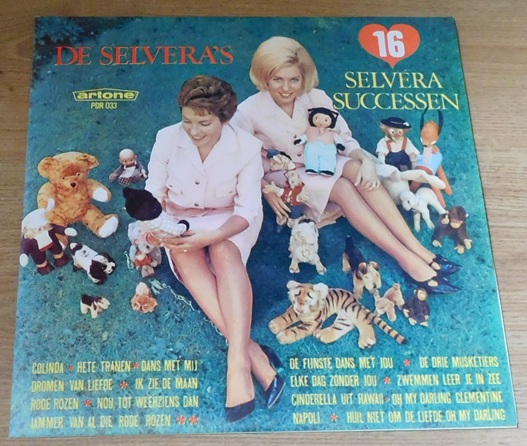 DE SELVERA'S
16
SELVERA
SUCCESSEN
artone
PDR 033
COLINDA * HETE TRANEN * DANS MET MIJ
DROMEN VAN LIEFDE * IK ZIE DE MAAN
RODE ROZEN * NOU TOT WEERZIENS DAN
JAMMER VAN AL DIE RODE ROZEN * *
DE FIJNSTE DANS MET JOU * DE DRIE MUSKETIERS
ELKE DAG ZONDER JOU * ZWEMMEN LEER JE IN ZEE
CINDERELLA UIT HAWAII * OH MY DARLING CLEMENTINE
NAPOLI * HUIL NIET OM DE LIEFDE OH MY DARLING